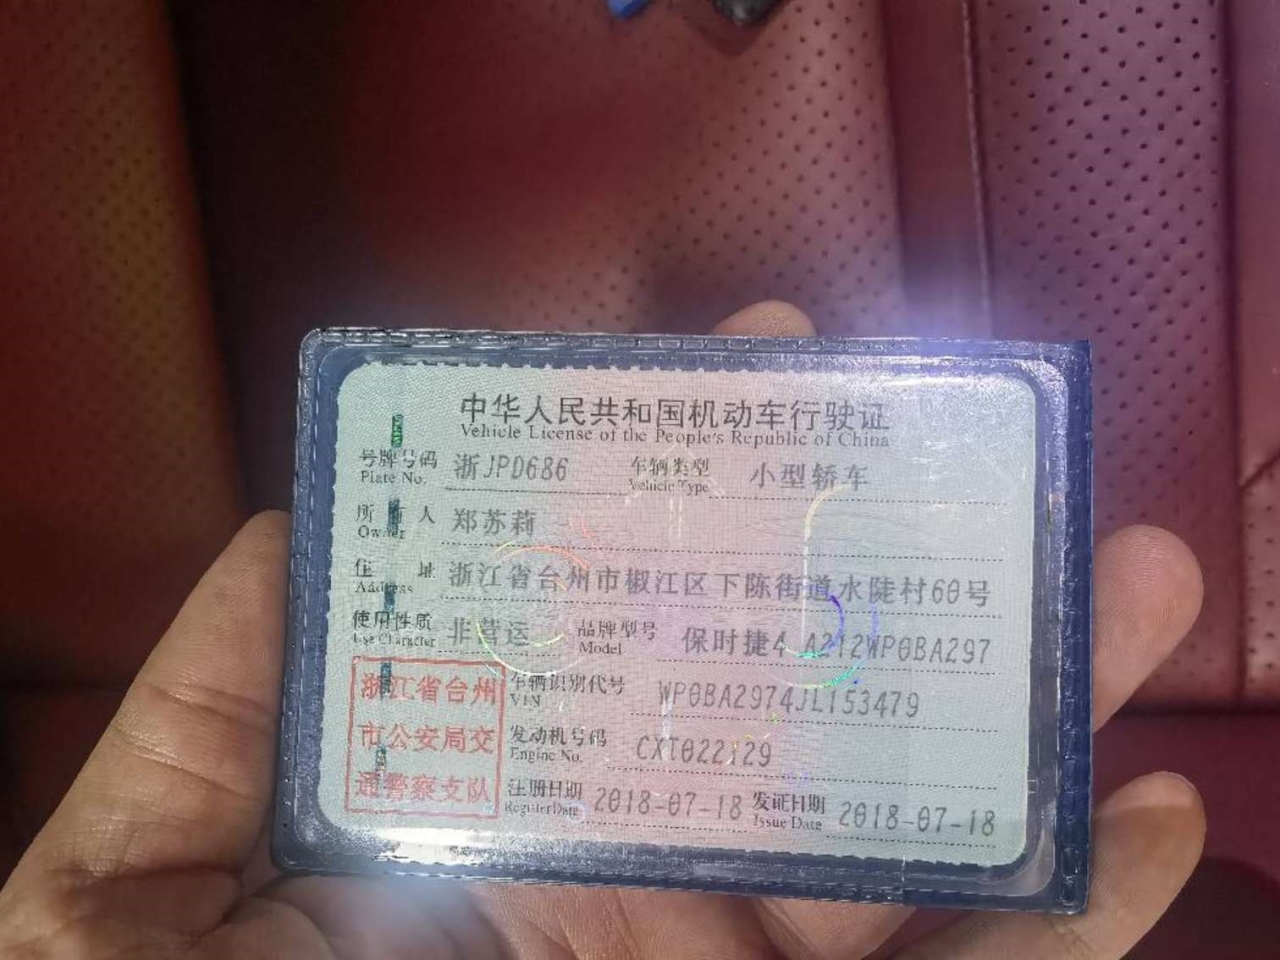 中华人民共和国机动车行驶证
Vehicle License of the People's Republic of China
号牌号码 浙JPD686 车辆类型 小型轿车
Plate No. Vehicle Type
所有人 郑苏莉
Owner
住址 浙江省台州市椒江区下陈街道水陡村60号
Address
使用性质 非营运 品牌型号 保时捷4 A212WP0BA297
Use Character Model
浙江省台州 车辆识别代号 WP0BA2974JL153479
VIN
市公安局交 发动机号码 CXT022129
Engine No.
通警察支队 注册日期 2018-07-18 发证日期 2018-07-18
Register Date Issue Date